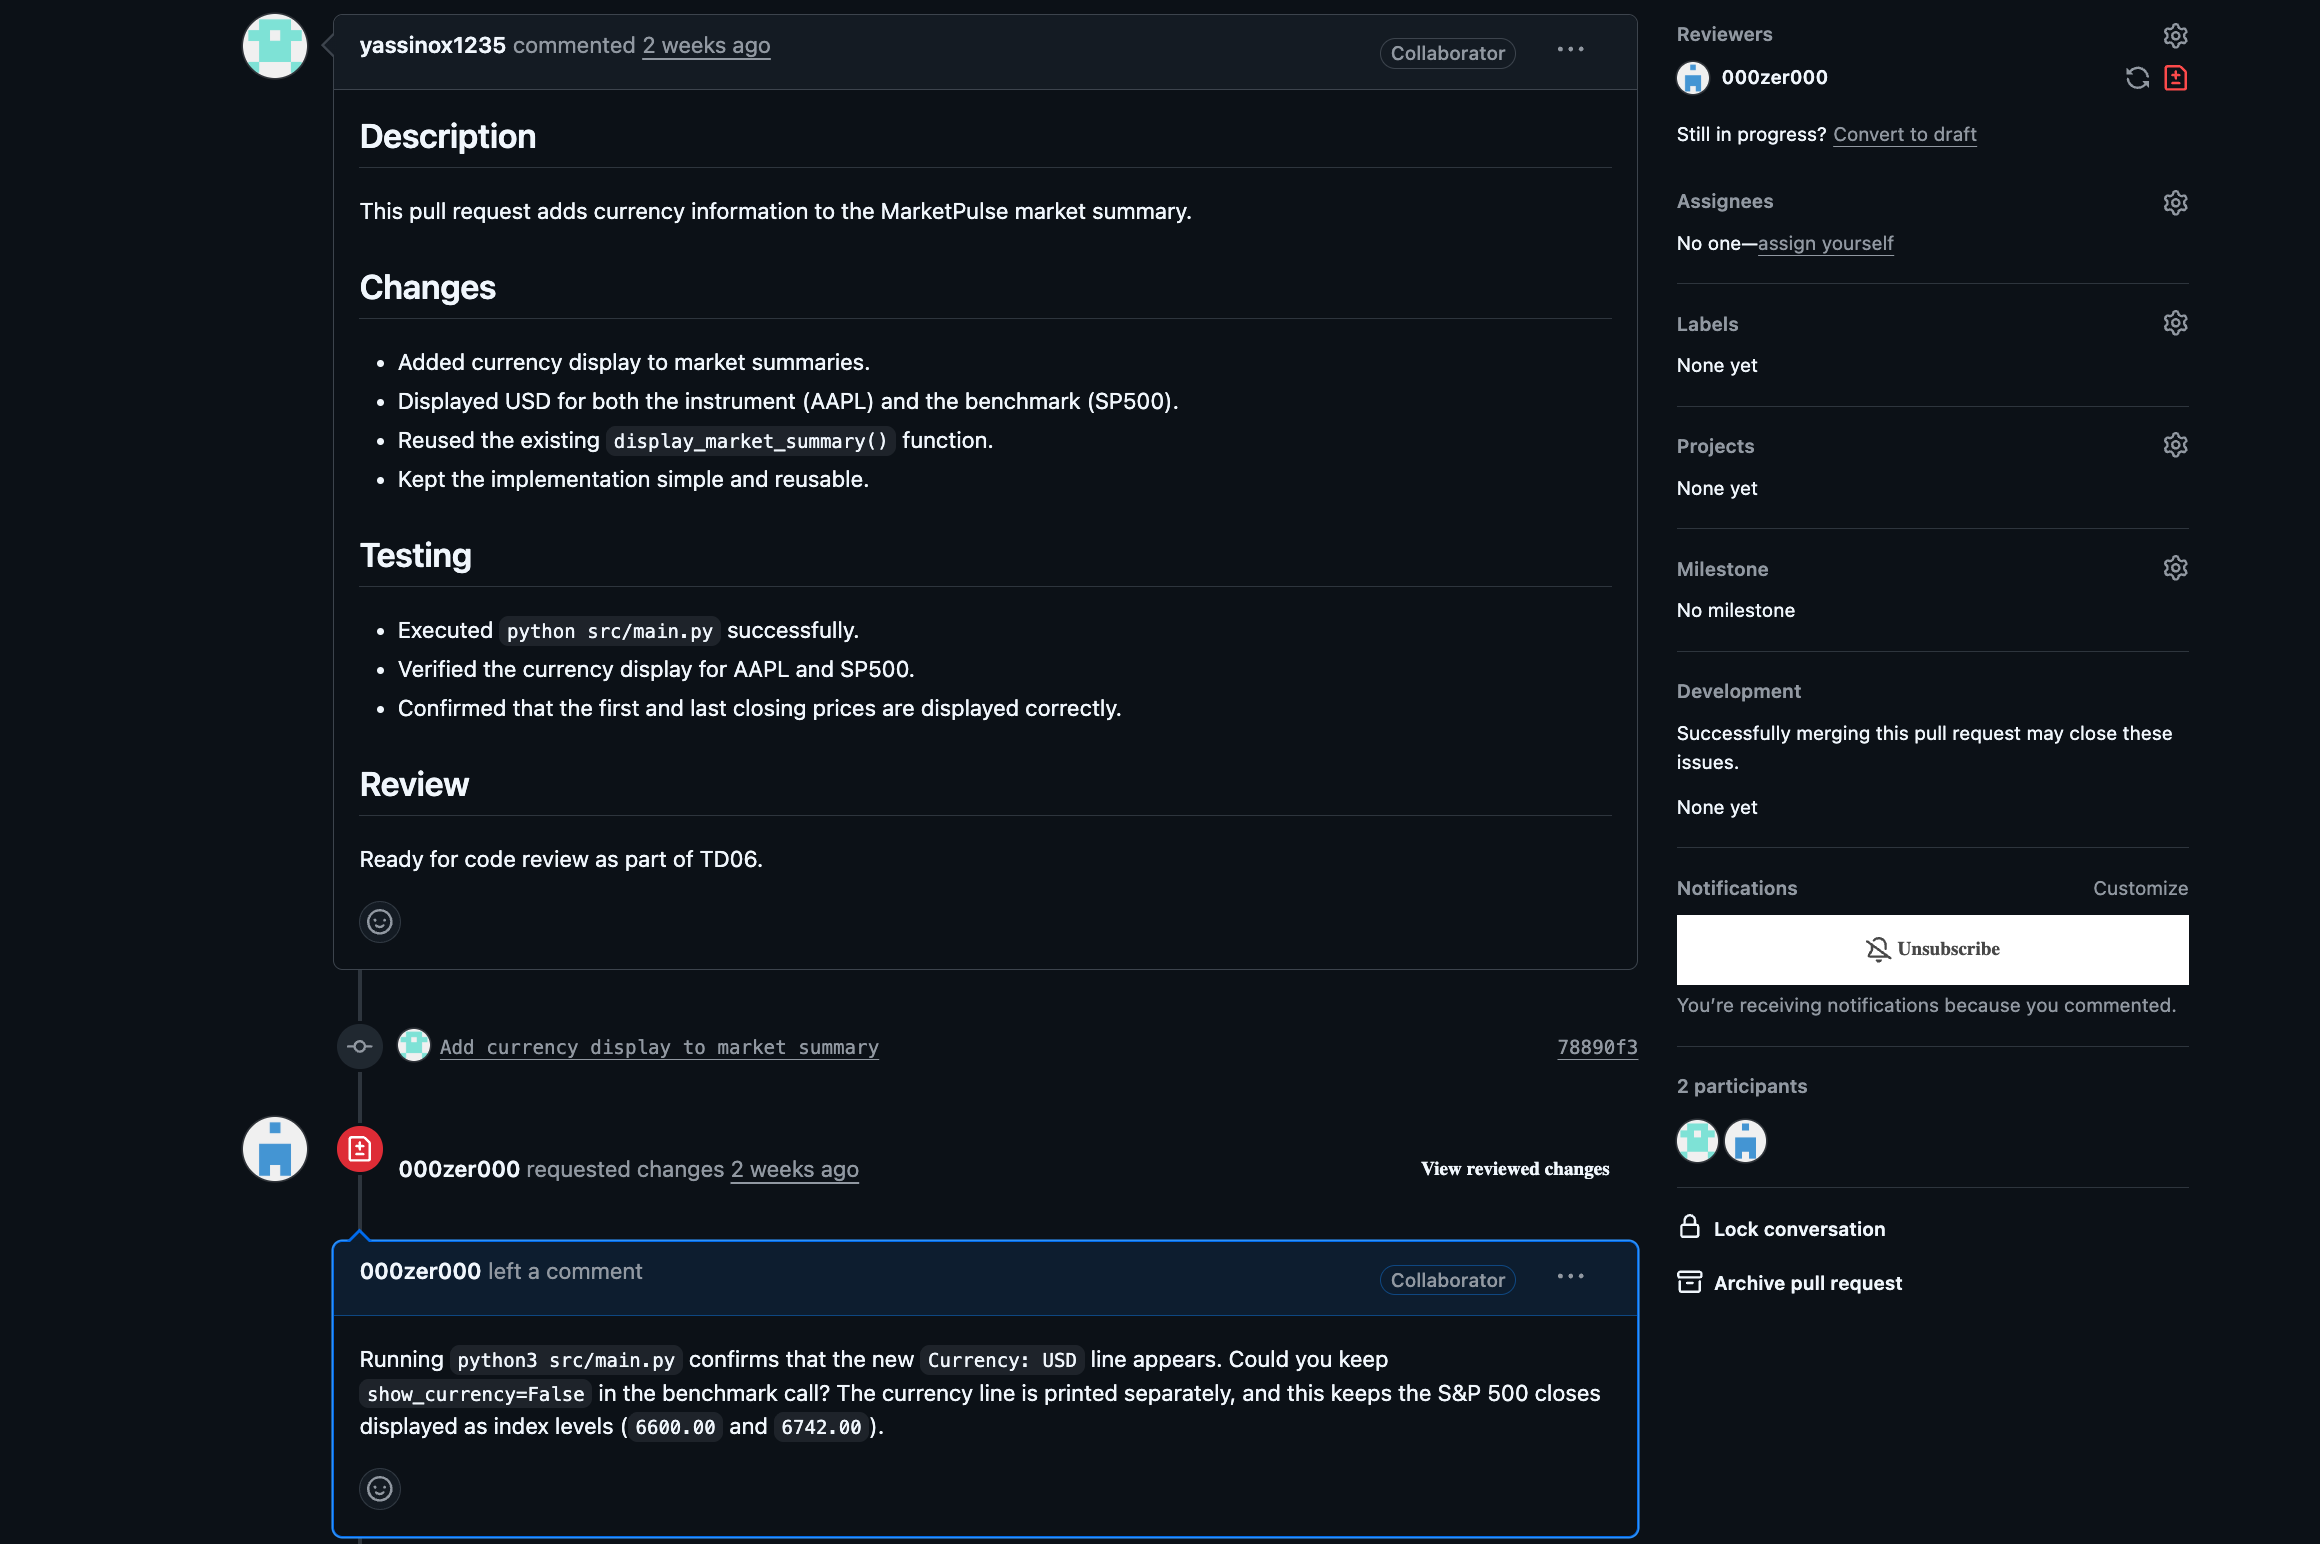 yassinox1235 commented 2 weeks ago
Collaborator
Description
This pull request adds currency information to the MarketPulse market summary.
Changes
Added currency display to market summaries.
Displayed USD for both the instrument (AAPL) and the benchmark (SP500).
Reused the existing display_market_summary() function.
Kept the implementation simple and reusable.
Testing
Executed python src/main.py successfully.
Verified the currency display for AAPL and SP500.
Confirmed that the first and last closing prices are displayed correctly.
Review
Ready for code review as part of TD06.
Add currency display to market summary
78890f3
000zer000 requested changes 2 weeks ago
View reviewed changes
000zer000 left a comment
Collaborator
Running python3 src/main.py confirms that the new Currency: USD line appears. Could you keep
show_currency=False in the benchmark call? The currency line is printed separately, and this keeps the S&P 500 closes
displayed as index levels ( 6600.00 and 6742.00 ).
Reviewers
000zer000
Still in progress? Convert to draft
Assignees
No one—assign yourself
Labels
None yet
Projects
None yet
Milestone
No milestone
Development
Successfully merging this pull request may close these
issues.
None yet
Notifications
Customize
Unsubscribe
You’re receiving notifications because you commented.
2 participants
Lock conversation
Archive pull request